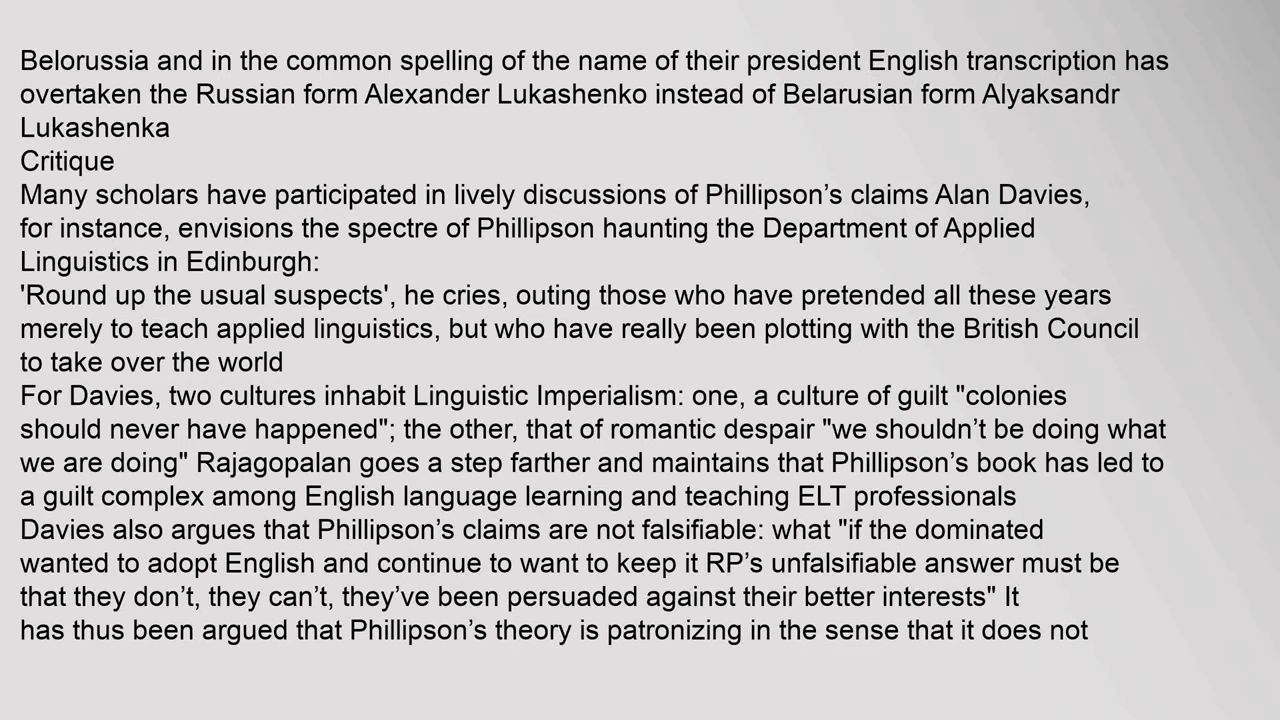 Belorussia and in the common spelling of the name of their president English transcription has
overtaken the Russian form Alexander Lukashenko instead of Belarusian form Alyaksandr
Lukashenka
Critique
Many scholars have participated in lively discussions of Phillipson’s claims Alan Davies,
for instance, envisions the spectre of Phillipson haunting the Department of Applied
Linguistics in Edinburgh:
'Round up the usual suspects', he cries, outing those who have pretended all these years
merely to teach applied linguistics, but who have really been plotting with the British Council
to take over the world
For Davies, two cultures inhabit Linguistic Imperialism: one, a culture of guilt "colonies
should never have happened"; the other, that of romantic despair "we shouldn’t be doing what
we are doing" Rajagopalan goes a step farther and maintains that Phillipson’s book has led to
a guilt complex among English language learning and teaching ELT professionals
Davies also argues that Phillipson’s claims are not falsifiable: what "if the dominated
wanted to adopt English and continue to want to keep it RP’s unfalsifiable answer must be
that they don’t, they can’t, they’ve been persuaded against their better interests" It
has thus been argued that Phillipson’s theory is patronizing in the sense that it does not